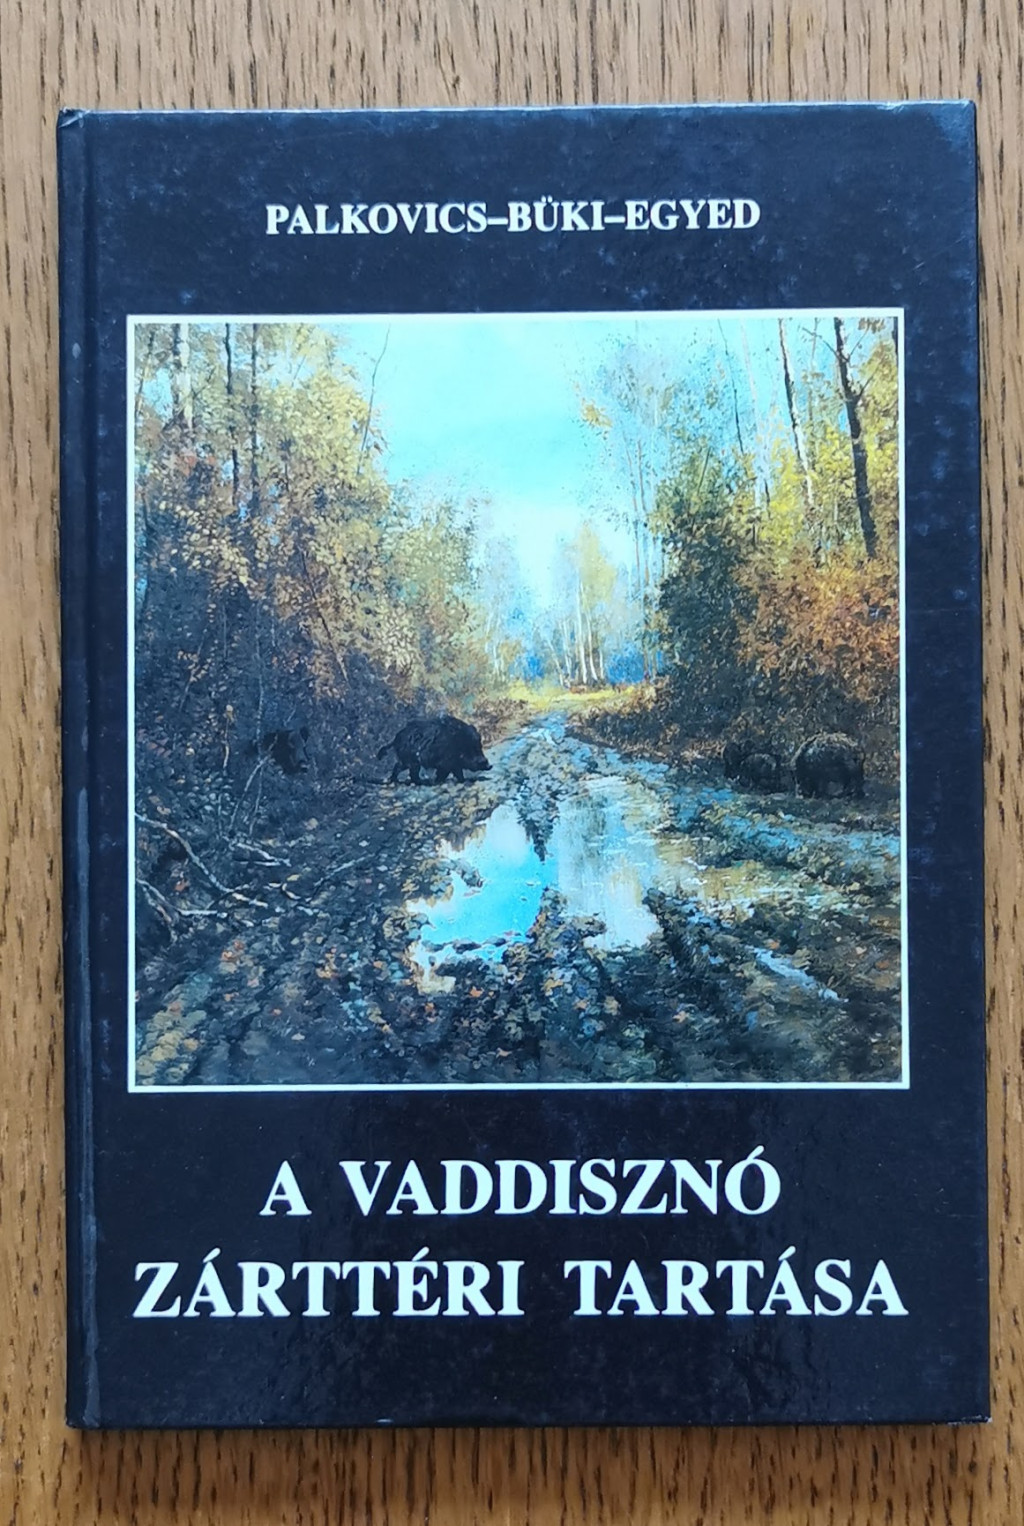 PALKOVICS–BÜKI–EGYED
A VADDISZNÓ
ZÁRTTÉRI TARTÁSA